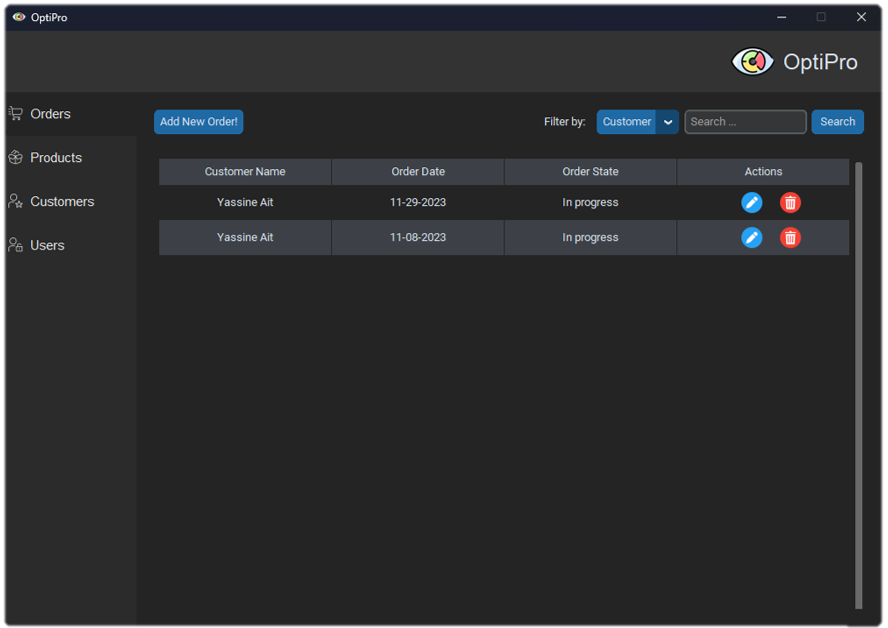 OptiPro
OptiPro
Orders
Products
Customers
Users
Add New Order!
Filter by: Customer Search ... Search
Customer Name Order Date Order State Actions
Yassine Ait 11-29-2023 In progress
Yassine Ait 11-08-2023 In progress